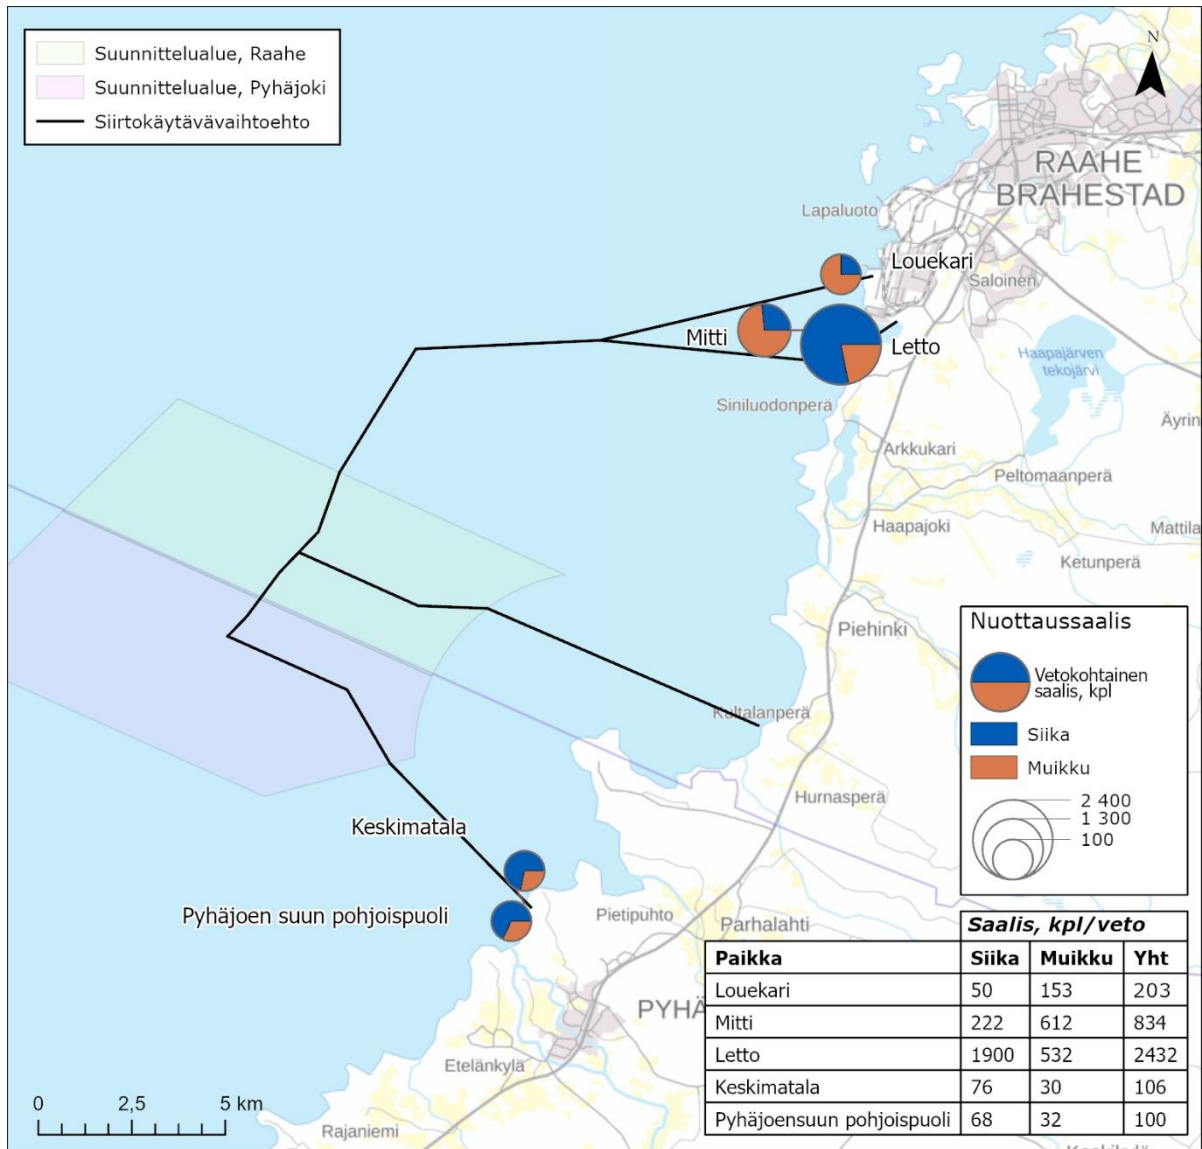 Suunnittelualue, Raahe
Suunnittelualue, Pyhäjoki
Siirtokäytävävaihtoehto
N
RAAHE
BRAHESTAD
Lapaluoto
Louekari
Saloinen
Mitti
Letto
Haapajärven
tekojärvi
Siniluodonperä
Äyrin
Arkkukari
Peltomaanperä
Haapajoki
Mattila
Ketunperä
Piehinki
Kultalanperä
Hurnasperä
Keskimatala
Pyhäjoen suun pohjoispuoli
Pietipuhto
Parhalahti
PYHÄ
Etelänkylä
Rajaniemi
0 2,5 5 km
Nuottaussaalis
Vetokohtainen
saalis, kpl
Siika
Muikku
2 400
1 300
100
Saalis, kpl/veto
Paikka Siika Muikku Yht
Louekari 50 153 203
Mitti 222 612 834
Letto 1900 532 2432
Keskimatala 76 30 106
Pyhäjoensuun pohjoispuoli 68 32 100